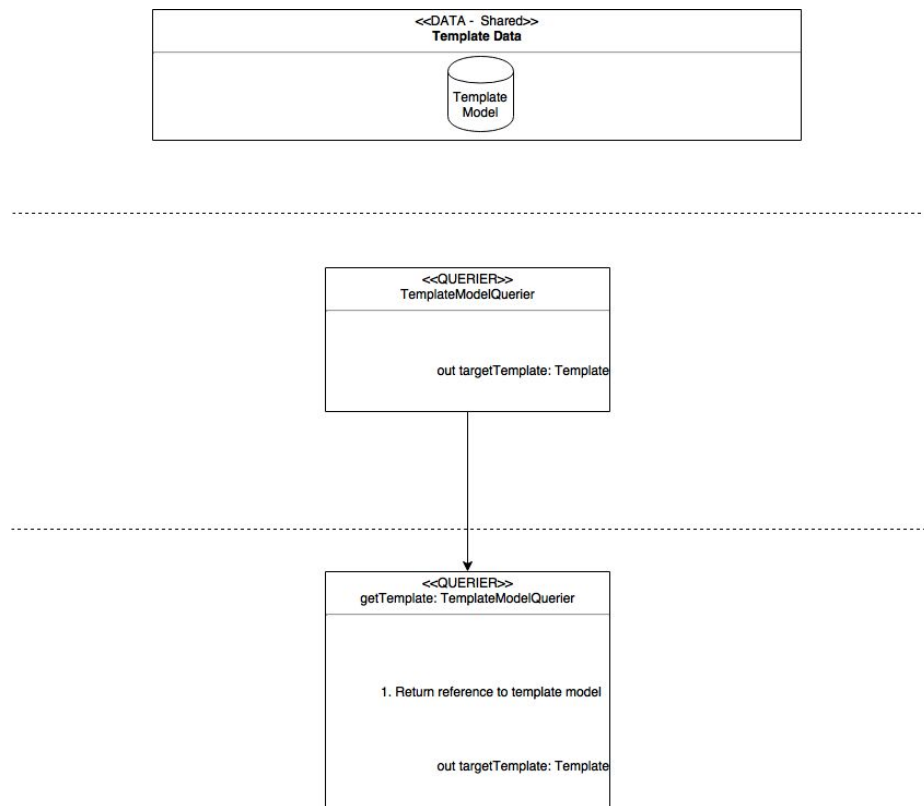 <<DATA - Shared>>
Template Data
Template
Model
<<QUERIER>>
TemplateModelQuerier
out targetTemplate: Template
<<QUERIER>>
getTemplate: TemplateModelQuerier
1. Return reference to template model
out targetTemplate: Template